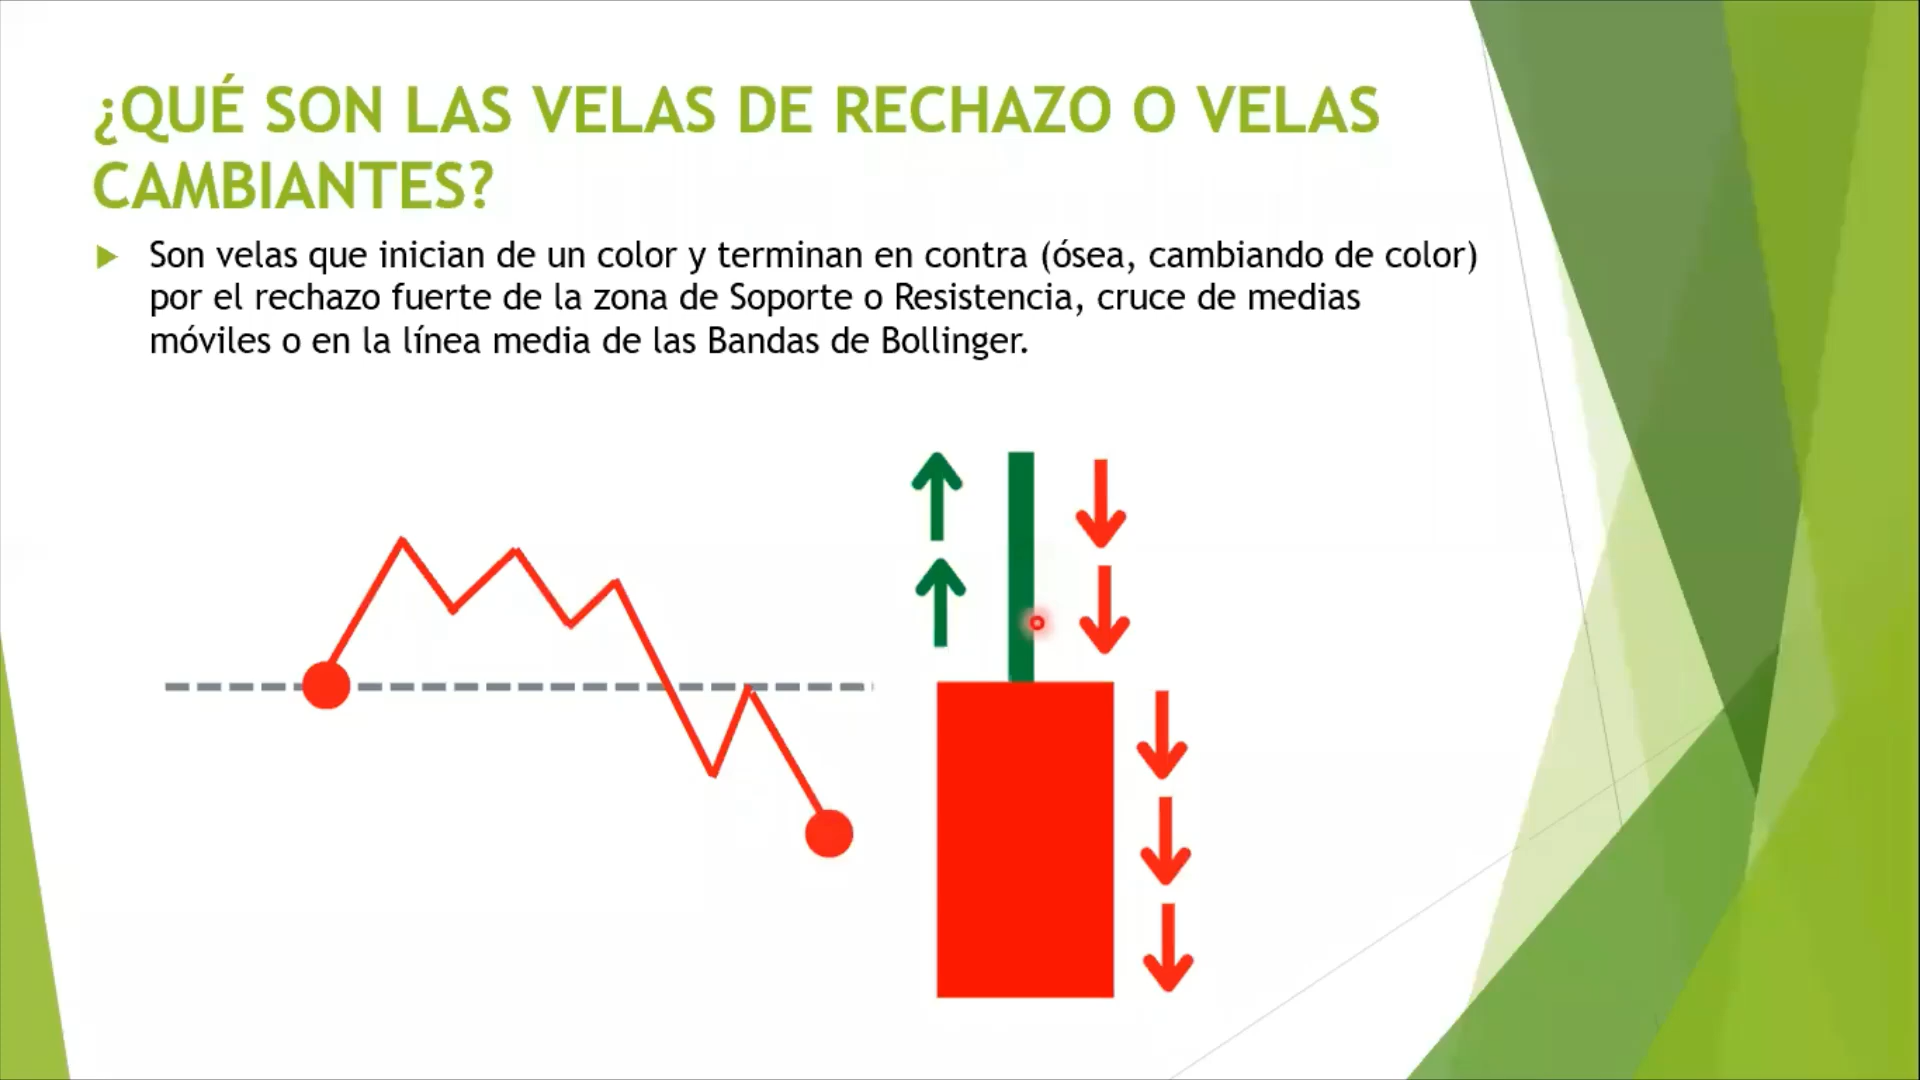 ¿QUÉ SON LAS VELAS DE RECHAZO O VELAS
CAMBIANTES?
Son velas que inician de un color y terminan en contra (ósea, cambiando de color)
por el rechazo fuerte de la zona de Soporte o Resistencia, cruce de medias
móviles o en la línea media de las Bandas de Bollinger.